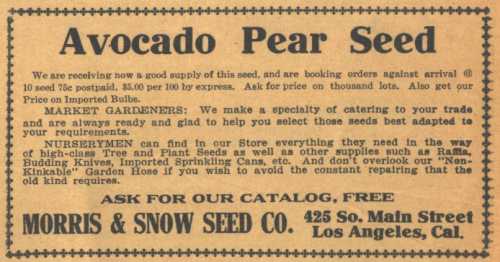 Avocado Pear Seed
We are receiving now a good supply of this seed, and are booking orders against arrival @
10 seed 75c postpaid, $5.00 per 100 by express. Ask for price on thousand lots. Also get our
Price on Imported Bulbs.
MARKET GARDENERS: We make a specialty of catering to your trade
and are always ready and glad to help you select those seeds best adapted to
your requirements.
NURSERYMEN can find in our Store everything they need in the way
of high-class Tree and Plant Seeds as well as other supplies such as Raffia,
Budding Knives, Imported Sprinkling Cans, etc. And don't overlook our "Non-
Kinkable" Garden Hose if you wish to avoid the constant repairing that the
old kind requires.
ASK FOR OUR CATALOG, FREE
MORRIS & SNOW SEED CO. 425 So. Main Street
Los Angeles, Cal.